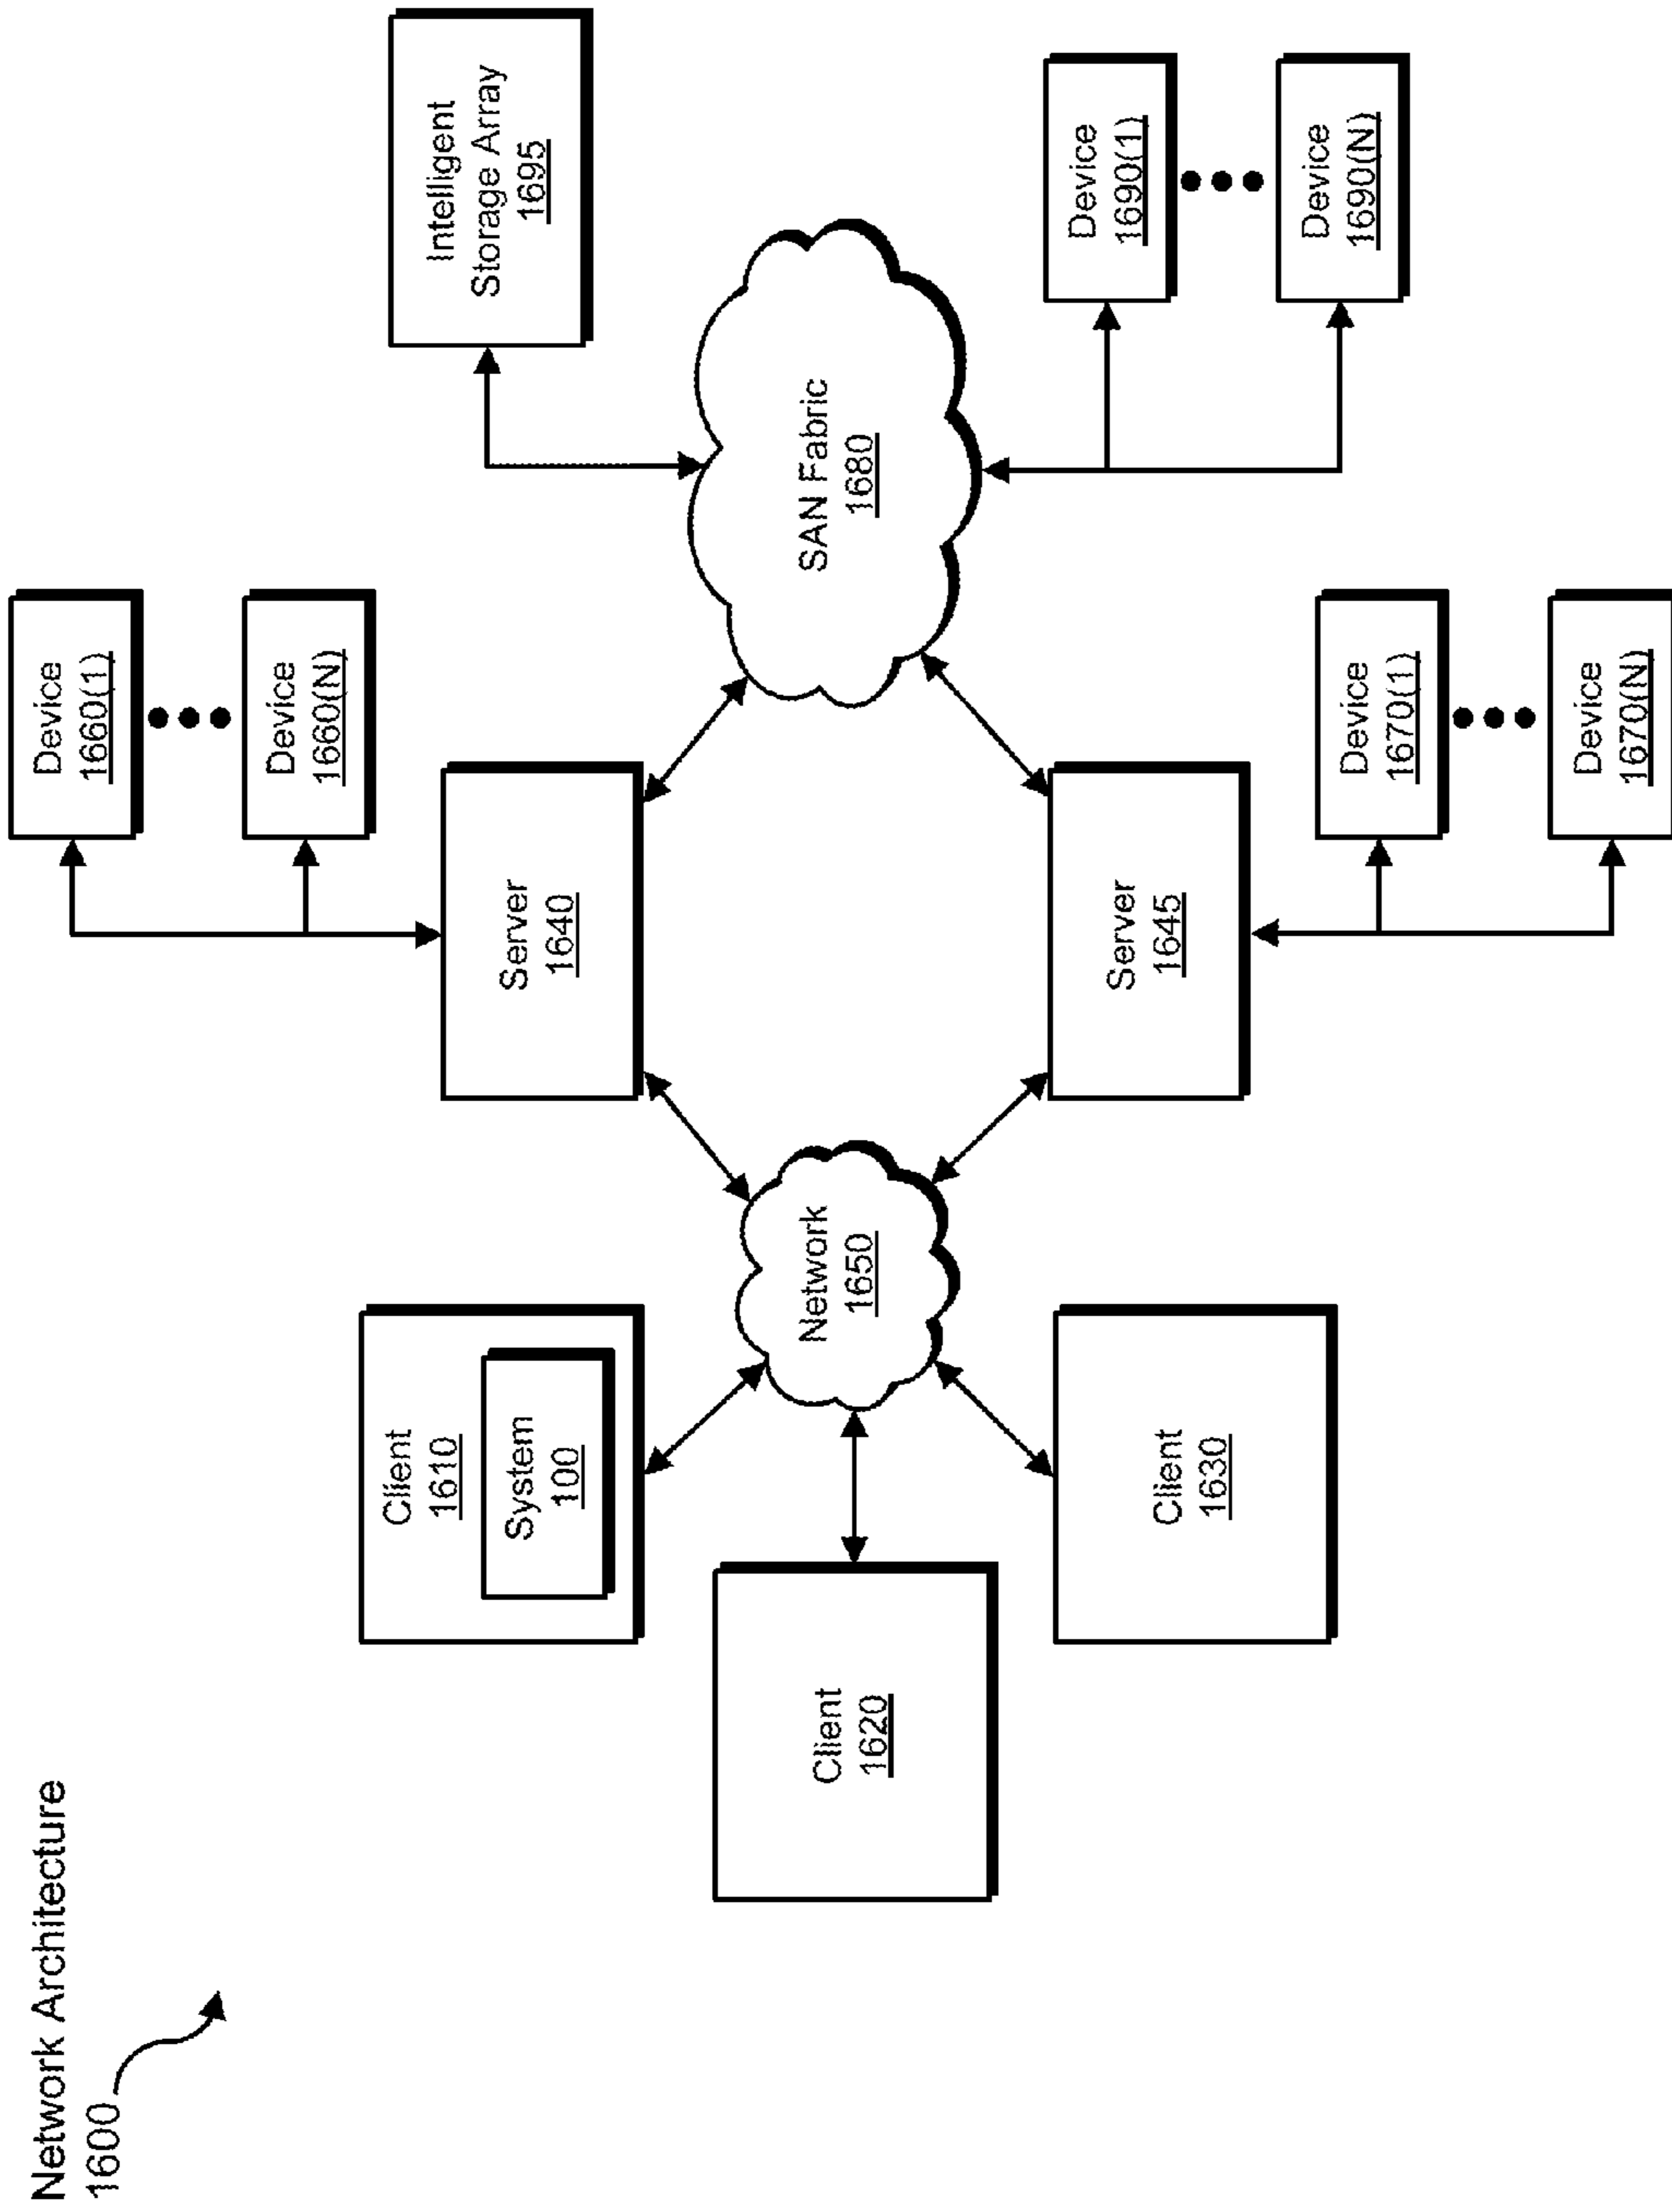 Network Architecture
1600
Client
1610
System
100
Client
1620
Client
1630
Network
1650
Server
1640
Server
1645
Device
1660(1)
Device
1660(N)
Device
1670(1)
Device
1670(N)
SAN Fabric
1680
Intelligent
Storage Array
1695
Device
1690(1)
Device
1690(N)